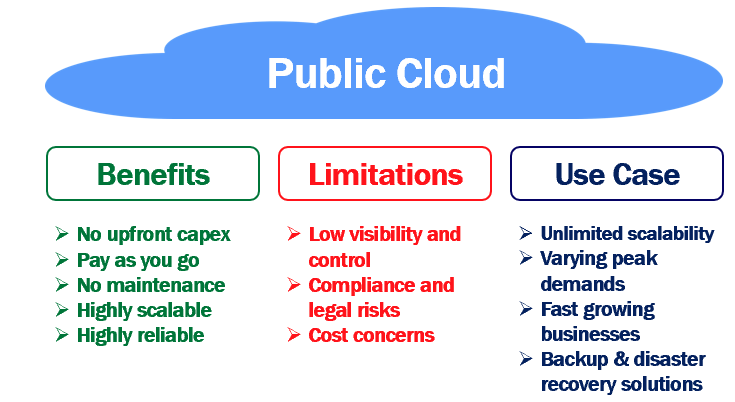 Public Cloud
Benefits
No upfront capex
Pay as you go
No maintenance
Highly scalable
Highly reliable
Limitations
Low visibility and
control
Compliance and
legal risks
Cost concerns
Use Case
Unlimited scalability
Varying peak
demands
Fast growing
businesses
Backup & disaster
recovery solutions